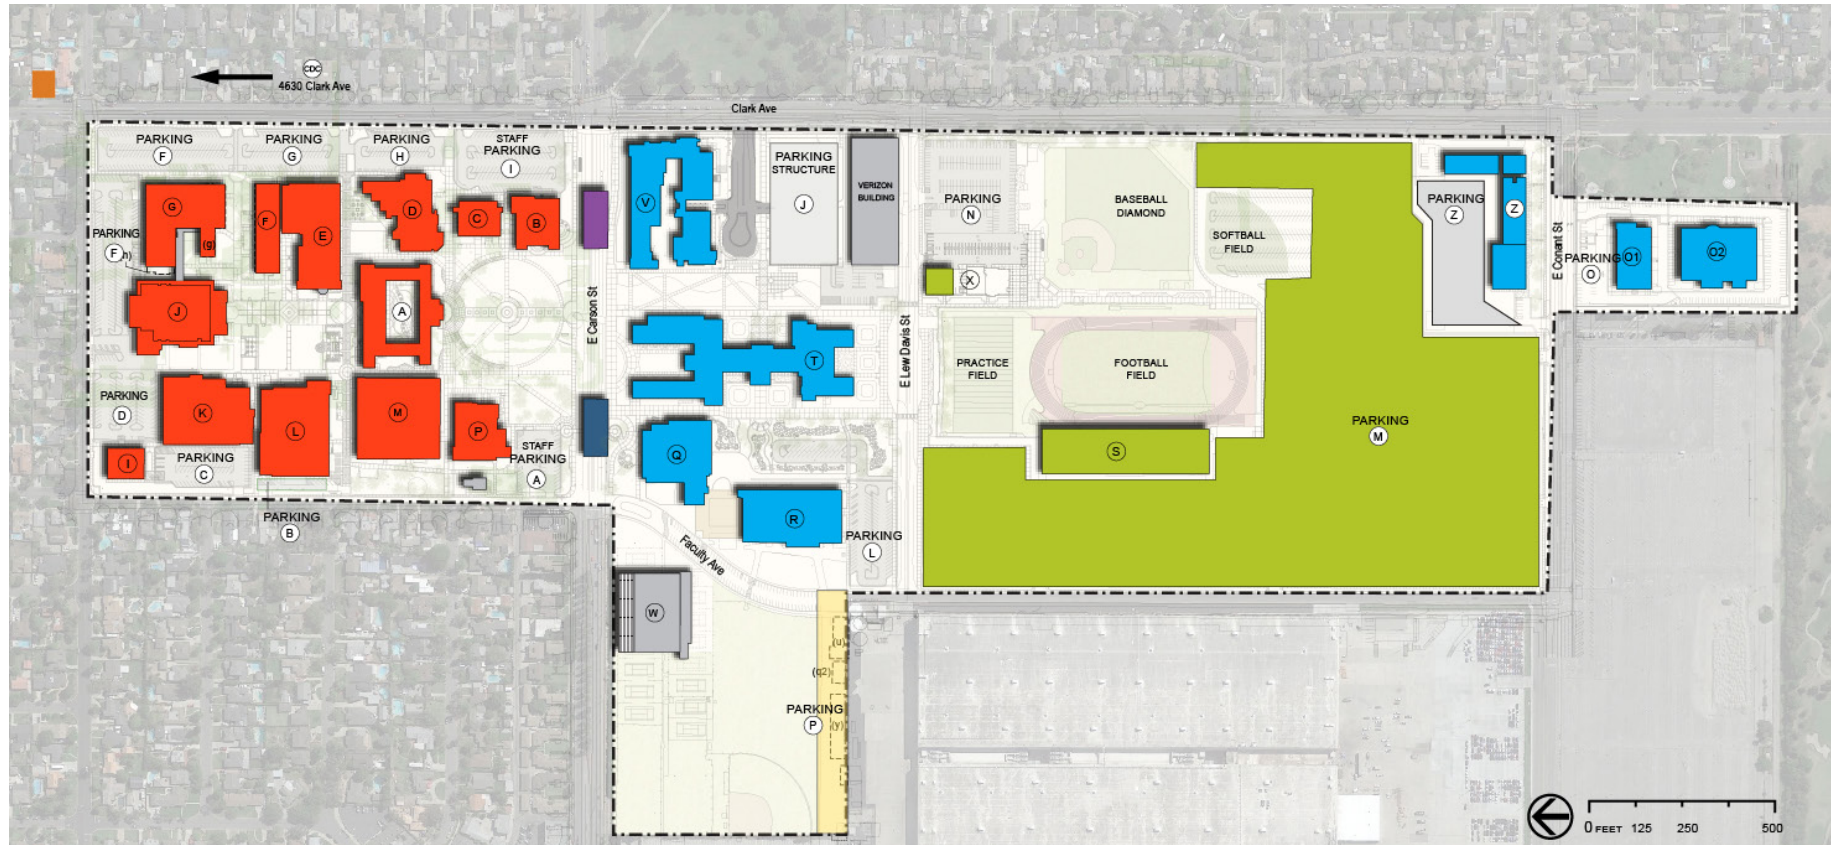 CDC
4630 Clark Ave
Clark Ave
PARKING
F
PARKING
G
PARKING
H
STAFF
PARKING
I
PARKING
STRUCTURE
J
VERIZON
BUILDING
PARKING
N
BASEBALL
DIAMOND
SOFTBALL
FIELD
PARKING
Z
Z
E Conant St
PARKING
O
O1
O2
G
(g)
F
E
D
C
B
V
PARKING
F
J
A
E Carson St
X
T
E Lew Davis St
PRACTICE
FIELD
FOOTBALL
FIELD
PARKING
D
K
L
M
P
I
PARKING
C
STAFF
PARKING
A
Q
S
PARKING
M
PARKING
B
R
PARKING
L
Faculty Ave
W
(u)
(q2)
PARKING
P
(y)
0 FEET 125 250 500